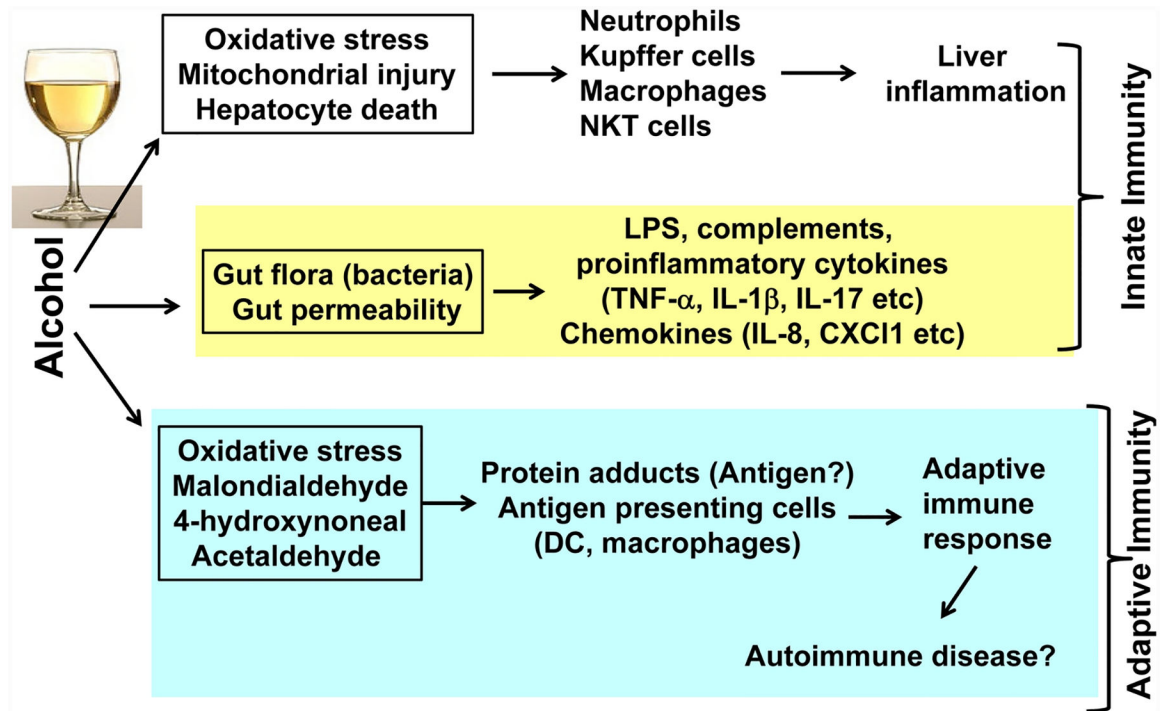 Alcohol
Oxidative stress
Mitochondrial injury
Hepatocyte death
Neutrophils
Kupffer cells
Macrophages
NKT cells
Liver
inflammation
Gut flora (bacteria)
Gut permeability
LPS, complements,
proinflammatory cytokines
(TNF-α, IL-1β, IL-17 etc)
Chemokines (IL-8, CXCl1 etc)
Innate Immunity
Oxidative stress
Malondialdehyde
4-hydroxynoneal
Acetaldehyde
Protein adducts (Antigen?)
Antigen presenting cells
(DC, macrophages)
Adaptive
immune
response
Autoimmune disease?
Adaptive Immunity